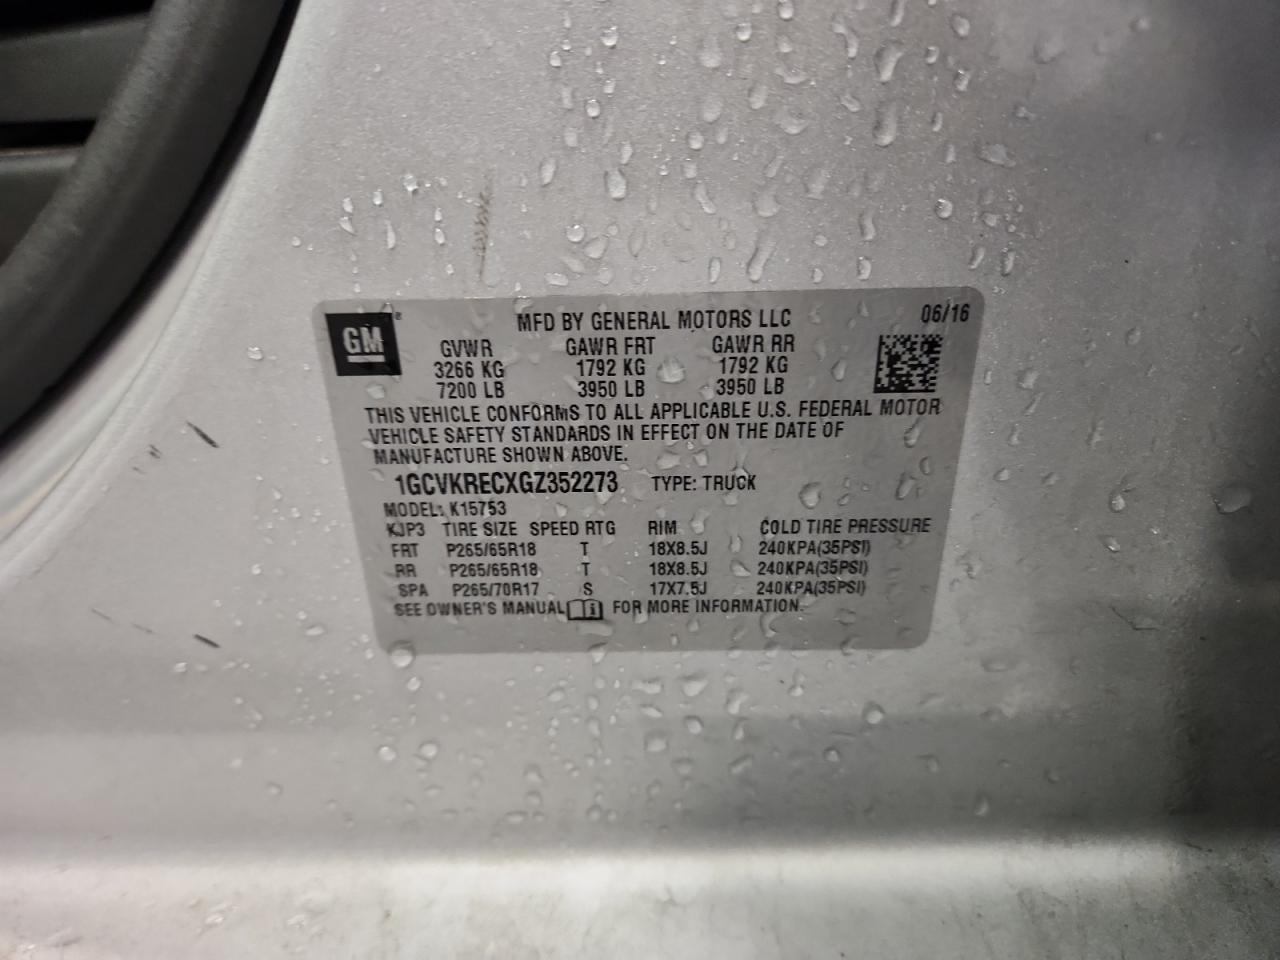 GM
MFD BY GENERAL MOTORS LLC
06/16
GVWR GAWR FRT GAWR RR
3266 KG 1792 KG 1792 KG
7200 LB 3950 LB 3950 LB
THIS VEHICLE CONFORMS TO ALL APPLICABLE U.S. FEDERAL MOTOR
VEHICLE SAFETY STANDARDS IN EFFECT ON THE DATE OF
MANUFACTURE SHOWN ABOVE.
1GCVKRECXGZ352273 TYPE: TRUCK
MODEL: K15753
KJP3 TIRE SIZE SPEED RTG RIM COLD TIRE PRESSURE
FRT P265/65R18 T 18X8.5J 240KPA(35PSI)
RR P265/65R18 T 18X8.5J 240KPA(35PSI)
SPA P265/70R17 S 17X7.5J 240KPA(35PSI)
SEE OWNER'S MANUAL i FOR MORE INFORMATION.